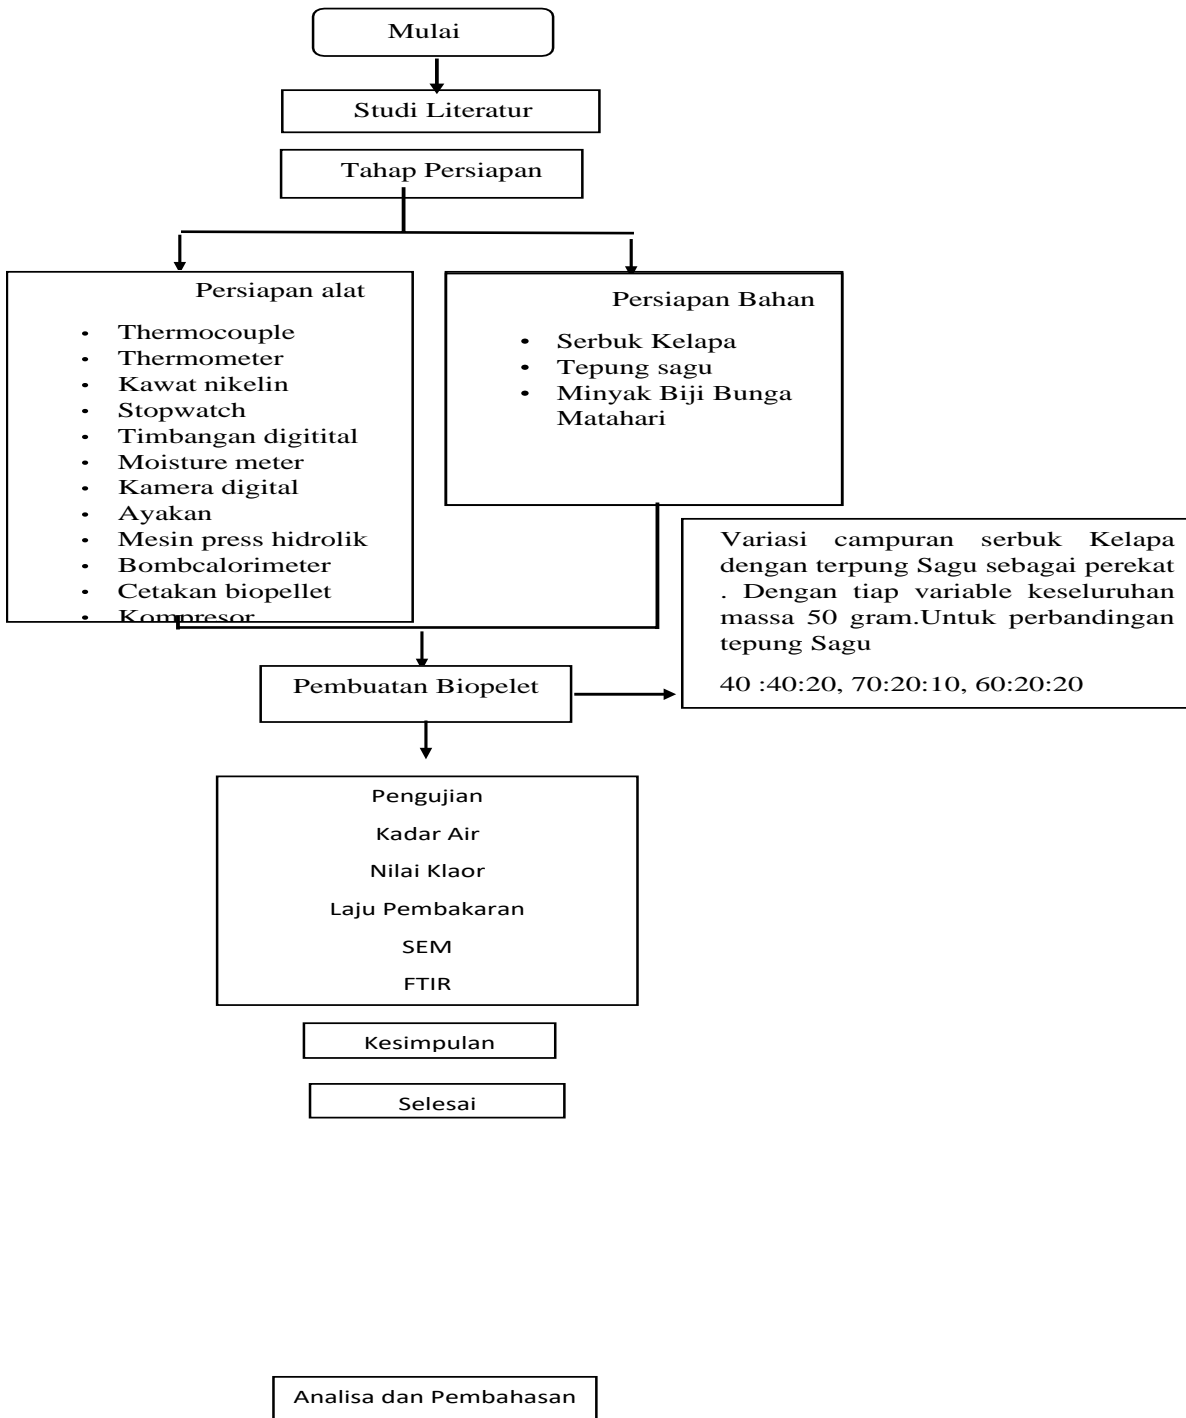 Mulai
Studi Literatur
Tahap Persiapan
Persiapan alat
• Thermocouple
• Thermometer
• Kawat nikelin
• Stopwatch
• Timbangan digitital
• Moisture meter
• Kamera digital
• Ayakan
• Mesin press hidrolik
• Bombcalorimeter
• Cetakan biopellet
• Kompresor
Persiapan Bahan
• Serbuk Kelapa
• Tepung sagu
• Minyak Biji Bunga
Matahari
Variasi campuran serbuk Kelapa
dengan terpung Sagu sebagai perekat
. Dengan tiap variable keseluruhan
massa 50 gram.Untuk perbandingan
tepung Sagu
40 :40:20, 70:20:10, 60:20:20
Pembuatan Biopelet
Pengujian
Kadar Air
Nilai Klaor
Laju Pembakaran
SEM
FTIR
Kesimpulan
Selesai
Analisa dan Pembahasan